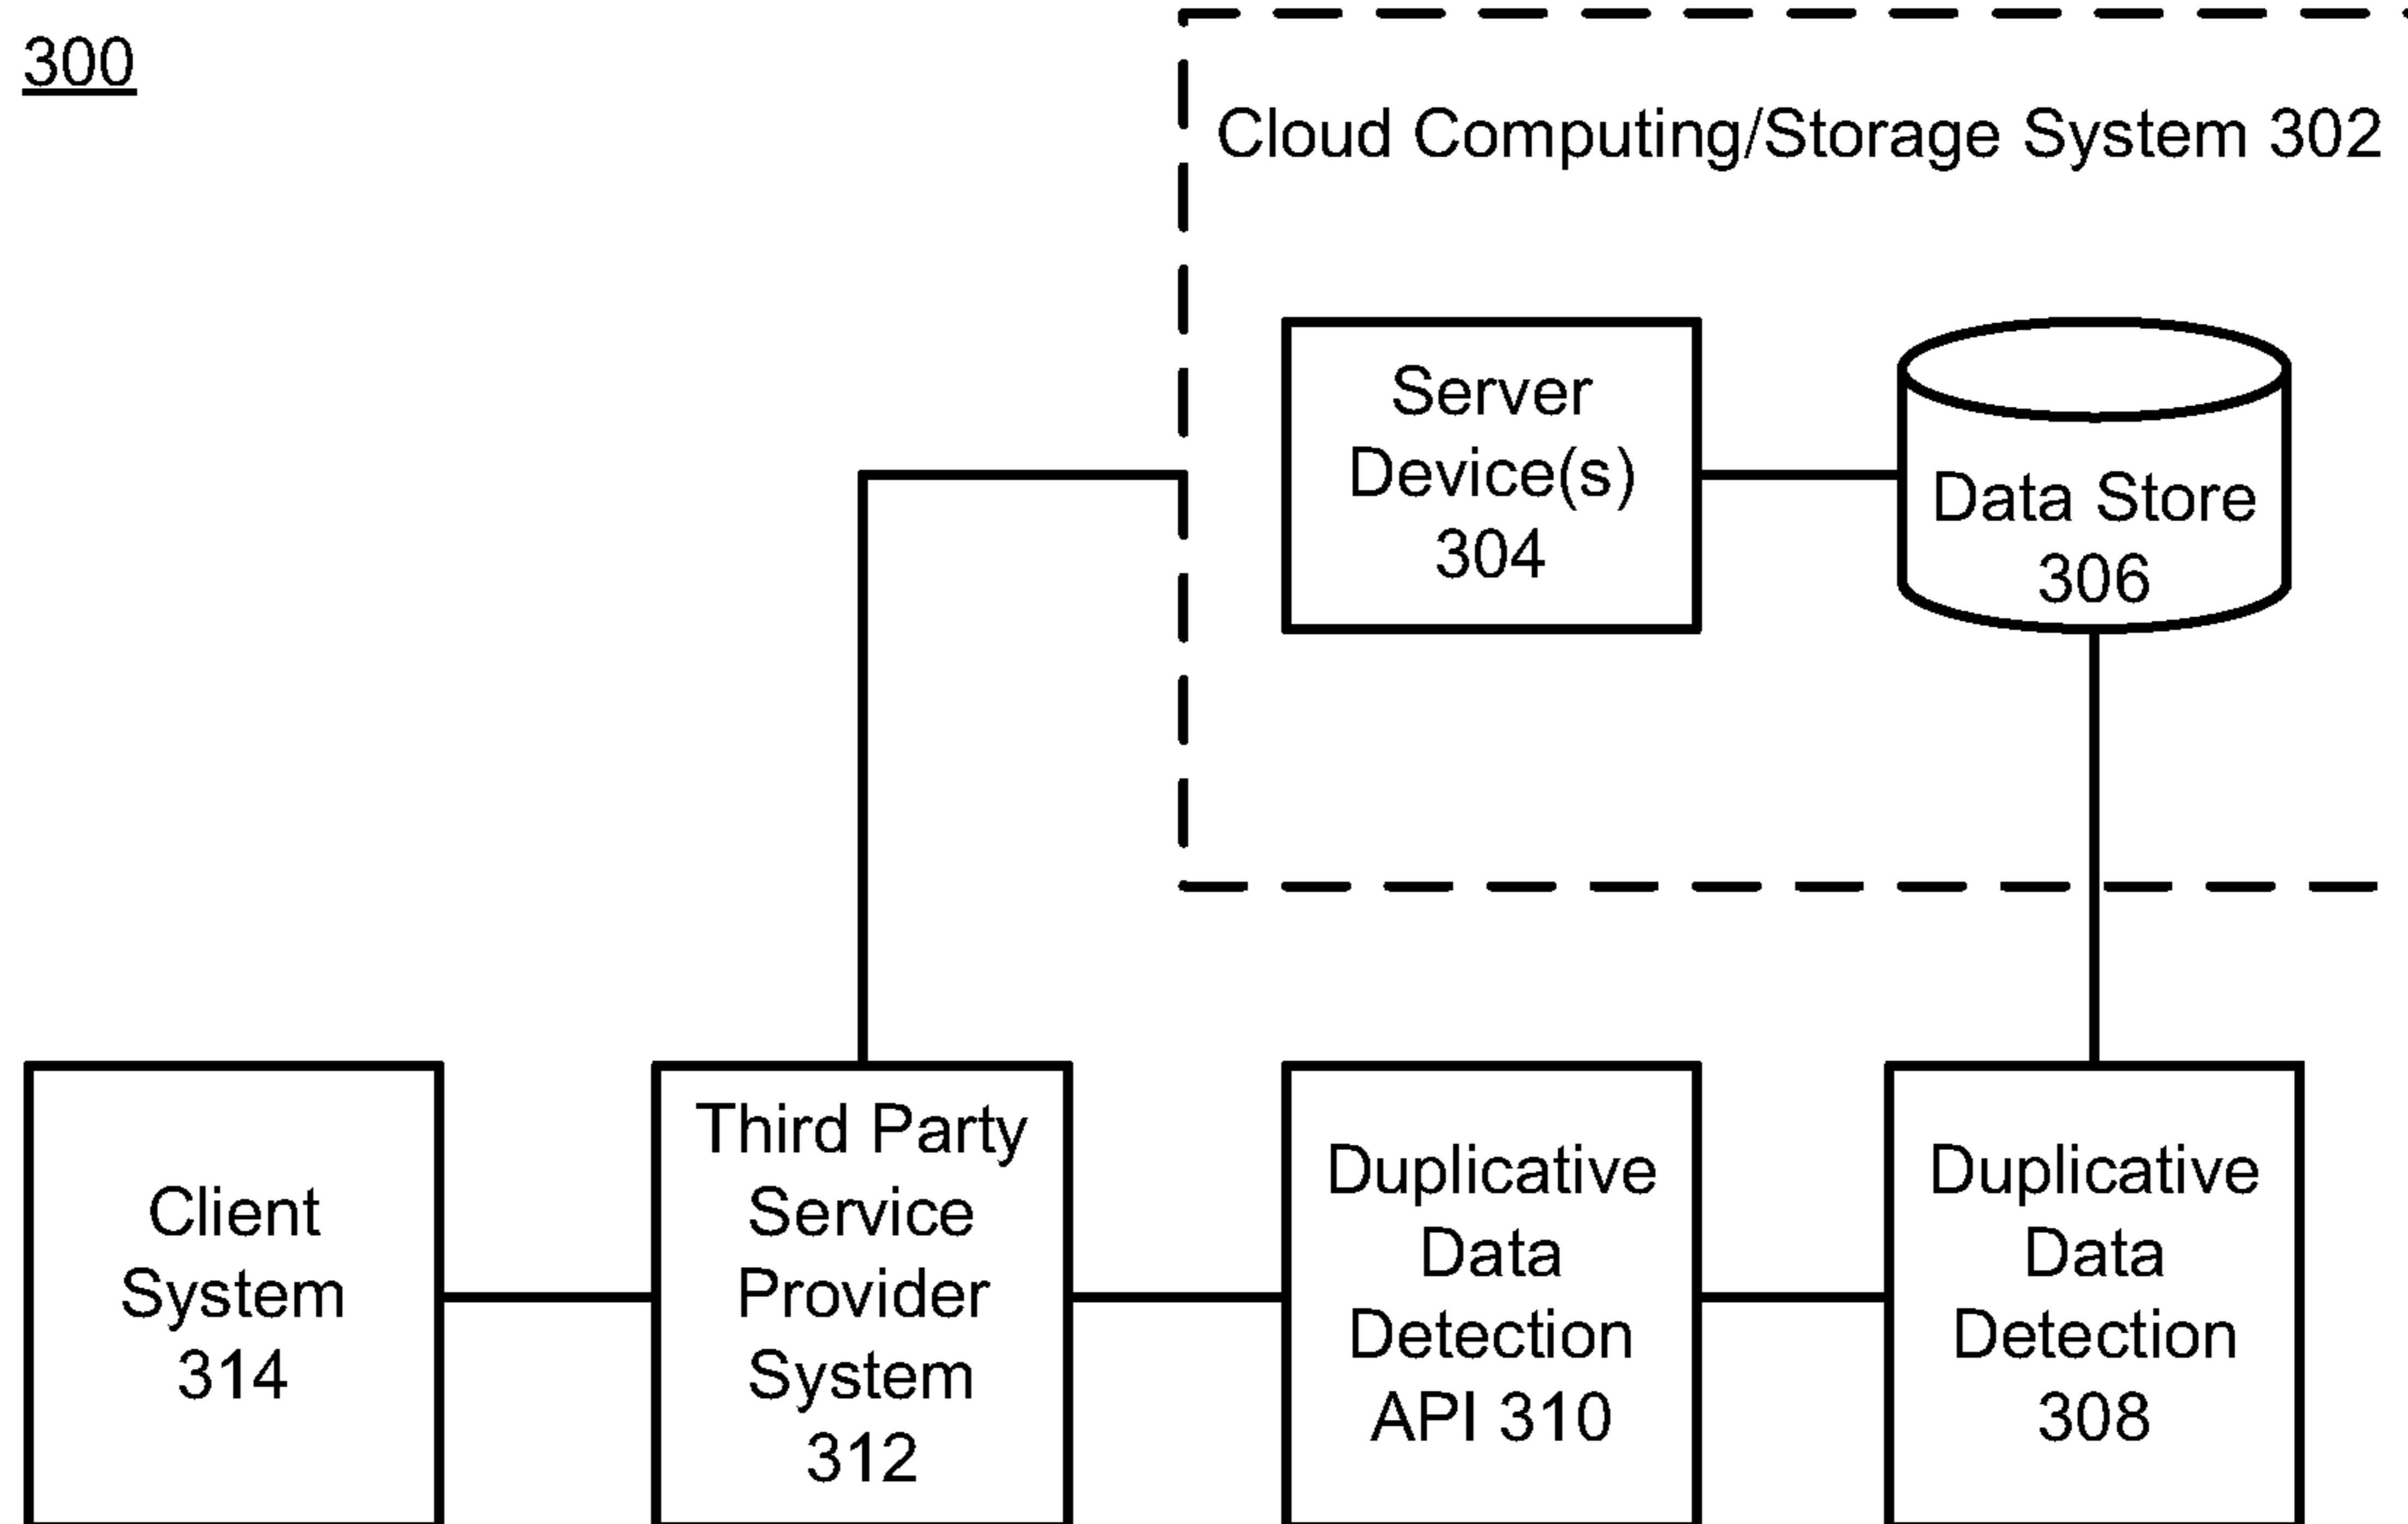 300
Cloud Computing/Storage System 302
Server
Device(s)
304
Data Store
306
Client
System
314
Third Party
Service
Provider
System
312
Duplicative
Data
Detection
API 310
Duplicative
Data
Detection
308